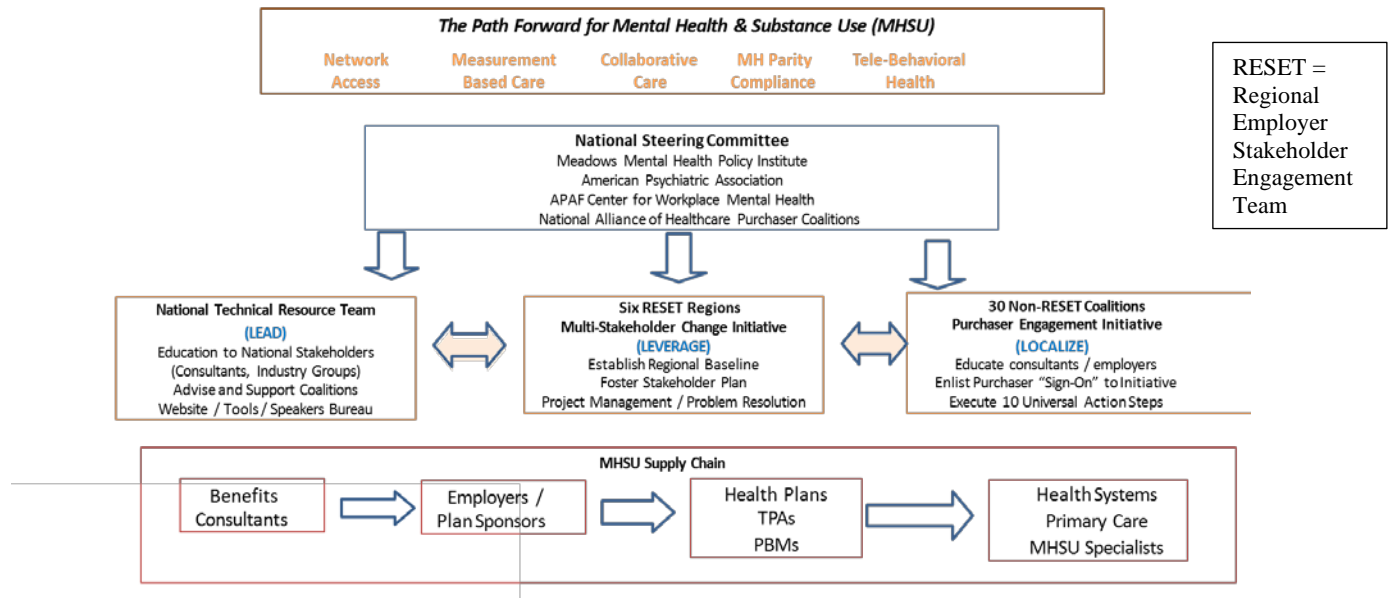 The Path Forward for Mental Health & Substance Use (MHSU)
Network
Access
Measurement
Based Care
Collaborative
Care
MH Parity
Compliance
Tele-Behavioral
Health
RESET =
Regional
Employer
Stakeholder
Engagement
Team
National Steering Committee
Meadows Mental Health Policy Institute
American Psychiatric Association
APAF Center for Workplace Mental Health
National Alliance of Healthcare Purchaser Coalitions
National Technical Resource Team
(LEAD)
Education to National Stakeholders
(Consultants, Industry Groups)
Advise and Support Coalitions
Website / Tools / Speakers Bureau
Six RESET Regions
Multi-Stakeholder Change Initiative
(LEVERAGE)
Establish Regional Baseline
Foster Stakeholder Plan
Project Management / Problem Resolution
30 Non-RESET Coalitions
Purchaser Engagement Initiative
(LOCALIZE)
Educate consultants / employers
Enlist Purchaser “Sign-On” to Initiative
Execute 10 Universal Action Steps
MHSU Supply Chain
Benefits
Consultants
Employers /
Plan Sponsors
Health Plans
TPAs
PBMs
Health Systems
Primary Care
MHSU Specialists